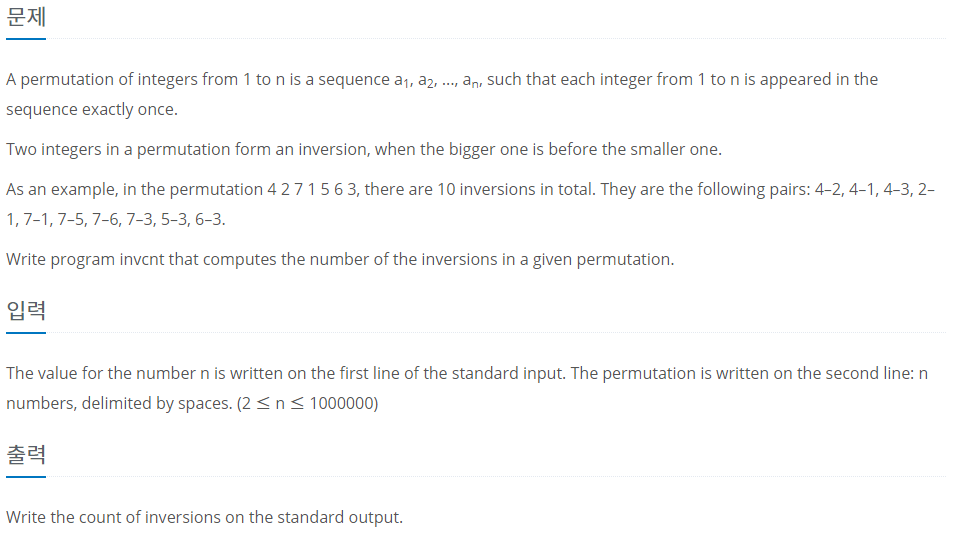 문제
A permutation of integers from 1 to n is a sequence a₁, a₂, ..., aₙ, such that each integer from 1 to n is appeared in the
sequence exactly once.
Two integers in a permutation form an inversion, when the bigger one is before the smaller one.
As an example, in the permutation 4 2 7 1 5 6 3, there are 10 inversions in total. They are the following pairs: 4–2, 4–1, 4–3, 2–
1, 7–1, 7–5, 7–6, 7–3, 5–3, 6–3.
Write program invcnt that computes the number of the inversions in a given permutation.
입력
The value for the number n is written on the first line of the standard input. The permutation is written on the second line: n
numbers, delimited by spaces. (2 ≤ n ≤ 1000000)
출력
Write the count of inversions on the standard output.